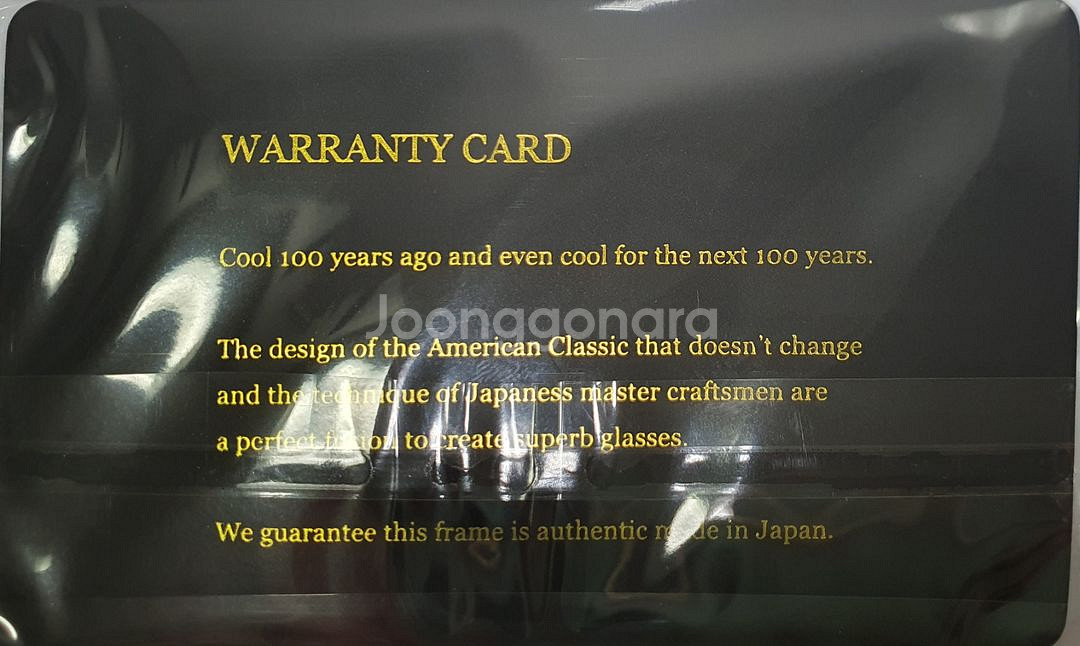 WARRANTY CARD
Cool 100 years ago and even cool for the next 100 years.
Joonggonara
The design of the American Classic that doesn't change
and the technique of Japaness master craftsmen are
a perfect fusion to create superb glasses.
We guarantee this frame is authentic made in Japan.